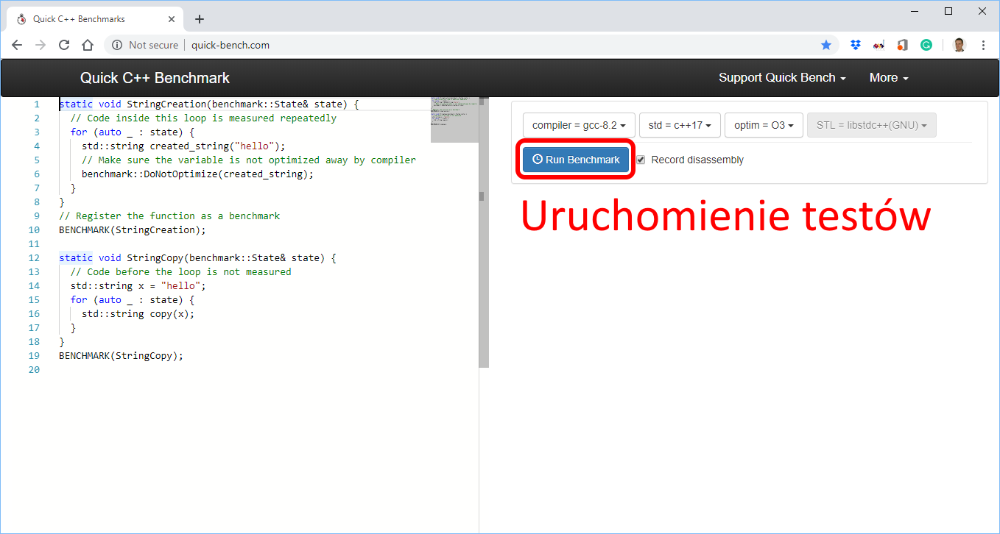 Quick C++ Benchmarks
Not secure | quick-bench.com
Quick C++ Benchmark
Support Quick Bench
More
1 static void StringCreation(benchmark::State& state) {
2 // Code inside this loop is measured repeatedly
3 for (auto _ : state) {
4 std::string created_string("hello");
5 // Make sure the variable is not optimized away by compiler
6 benchmark::DoNotOptimize(created_string);
7 }
8 }
9 // Register the function as a benchmark
10 BENCHMARK(StringCreation);
11
12 static void StringCopy(benchmark::State& state) {
13 // Code before the loop is not measured
14 std::string x = "hello";
15 for (auto _ : state) {
16 std::string copy(x);
17 }
18 }
19 BENCHMARK(StringCopy);
20
compiler = gcc-8.2
std = c++17
optim = O3
STL = libstdc++(GNU)
Run Benchmark
Record disassembly
Uruchomienie testów